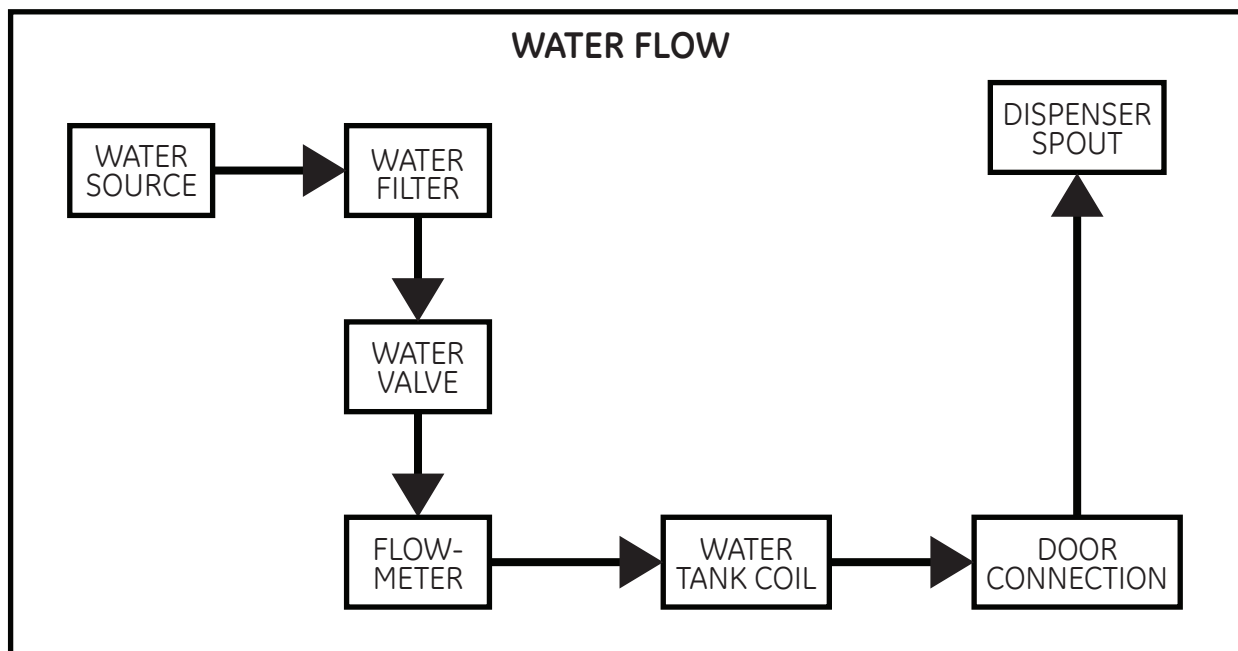 WATER FLOW
WATER
SOURCE
WATER
FILTER
WATER
VALVE
FLOW-
METER
WATER
TANK COIL
DOOR
CONNECTION
DISPENSER
SPOUT